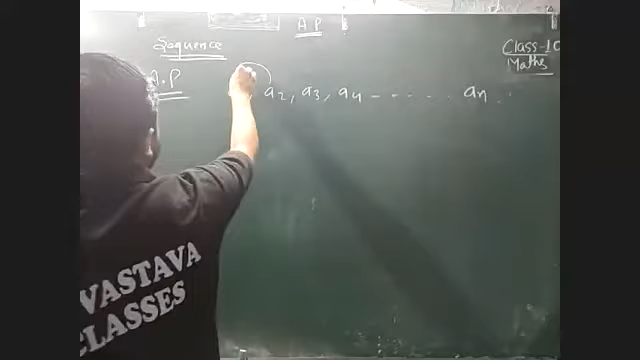 AP
Sequence
Class-10
Maths
A.P
a2, a3, a4 - - · · · · an · ·
VASTAVA
CLASSES